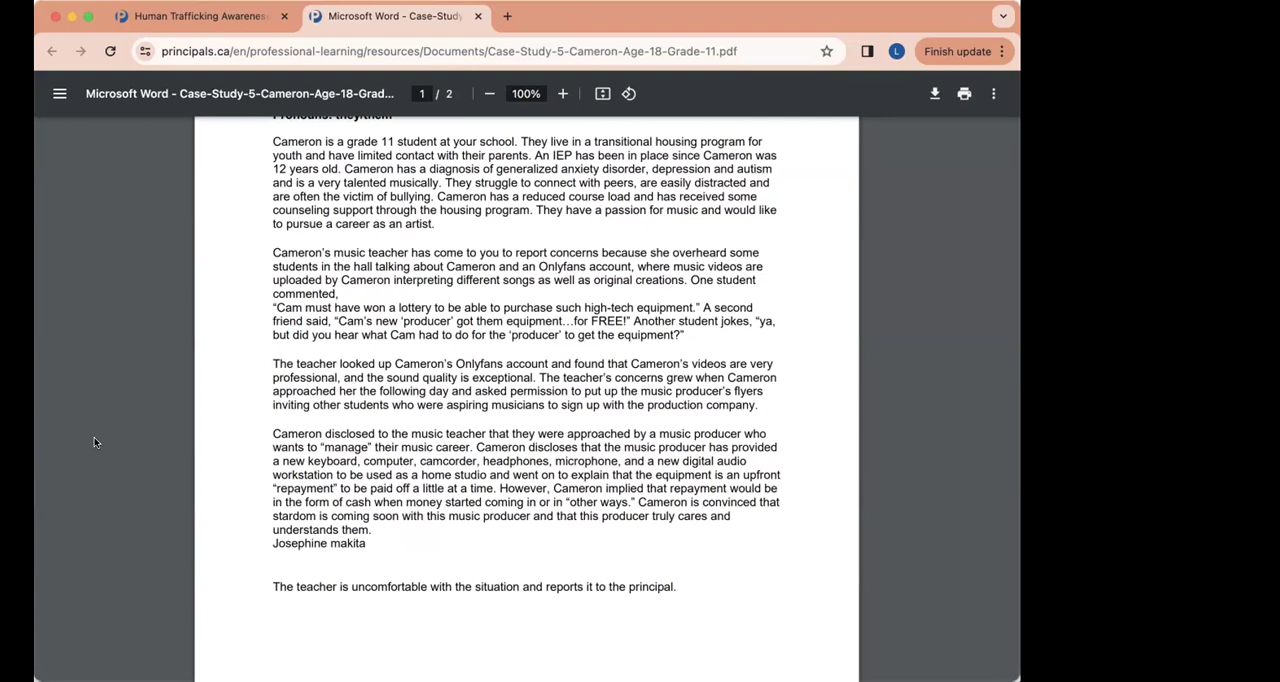 Human Trafficking Awarenes
Microsoft Word - Case-Study-
principals.ca/en/professional-learning/resources/Documents/Case-Study-5-Cameron-Age-18-Grade-11.pdf
L
Finish update
Microsoft Word - Case-Study-5-Cameron-Age-18-Grad...
1 / 2
100%
Pronouns: they/them
Cameron is a grade 11 student at your school. They live in a transitional housing program for
youth and have limited contact with their parents. An IEP has been in place since Cameron was
12 years old. Cameron has a diagnosis of generalized anxiety disorder, depression and autism
and is a very talented musically. They struggle to connect with peers, are easily distracted and
are often the victim of bullying. Cameron has a reduced course load and has received some
counseling support through the housing program. They have a passion for music and would like
to pursue a career as an artist.
Cameron's music teacher has come to you to report concerns because she overheard some
students in the hall talking about Cameron and an Onlyfans account, where music videos are
uploaded by Cameron interpreting different songs as well as original creations. One student
commented,
“Cam must have won a lottery to be able to purchase such high-tech equipment.” A second
friend said, “Cam's new ‘producer’ got them equipment…for FREE!” Another student jokes, “ya,
but did you hear what Cam had to do for the ‘producer’ to get the equipment?”
The teacher looked up Cameron's Onlyfans account and found that Cameron's videos are very
professional, and the sound quality is exceptional. The teacher's concerns grew when Cameron
approached her the following day and asked permission to put up the music producer's flyers
inviting other students who were aspiring musicians to sign up with the production company.
Cameron disclosed to the music teacher that they were approached by a music producer who
wants to “manage” their music career. Cameron discloses that the music producer has provided
a new keyboard, computer, camcorder, headphones, microphone, and a new digital audio
workstation to be used as a home studio and went on to explain that the equipment is an upfront
“repayment” to be paid off a little at a time. However, Cameron implied that repayment would be
in the form of cash when money started coming in or in “other ways.” Cameron is convinced that
stardom is coming soon with this music producer and that this producer truly cares and
understands them.
Josephine makita
The teacher is uncomfortable with the situation and reports it to the principal.